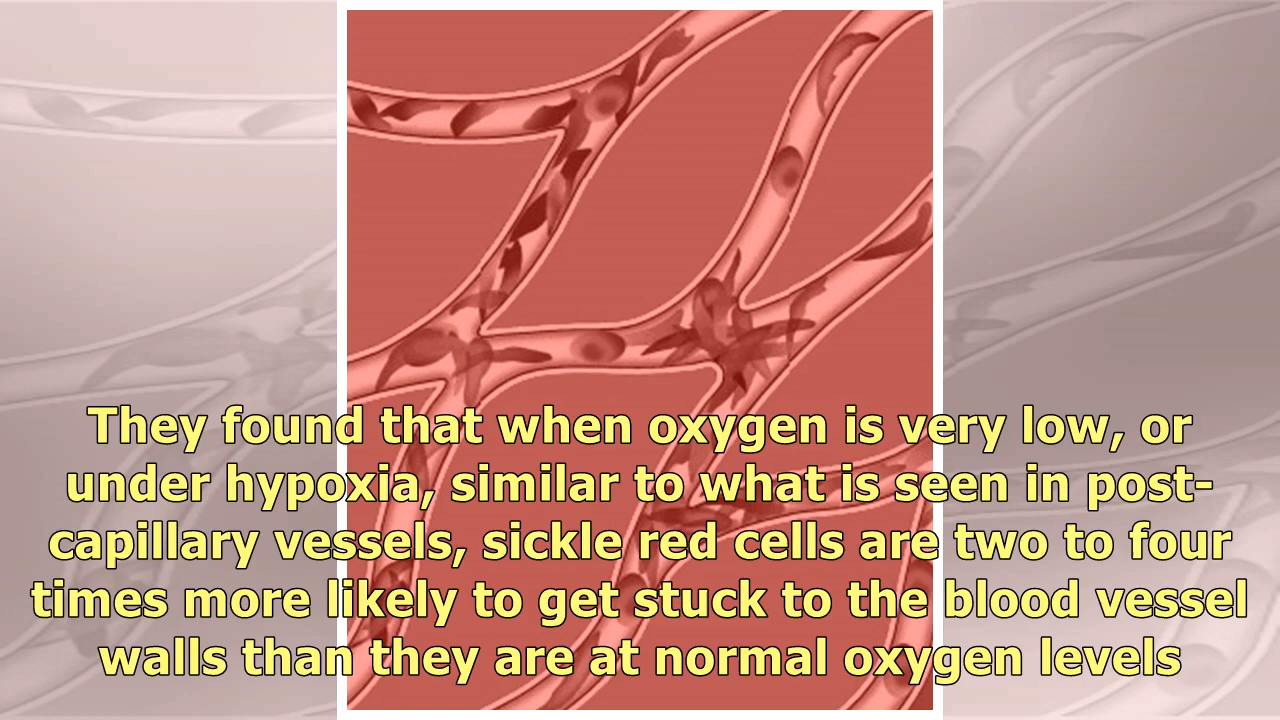 They found that when oxygen is very low, or
under hypoxia, similar to what is seen in post-
capillary vessels, sickle red cells are two to four
times more likely to get stuck to the blood vessel
walls than they are at normal oxygen levels